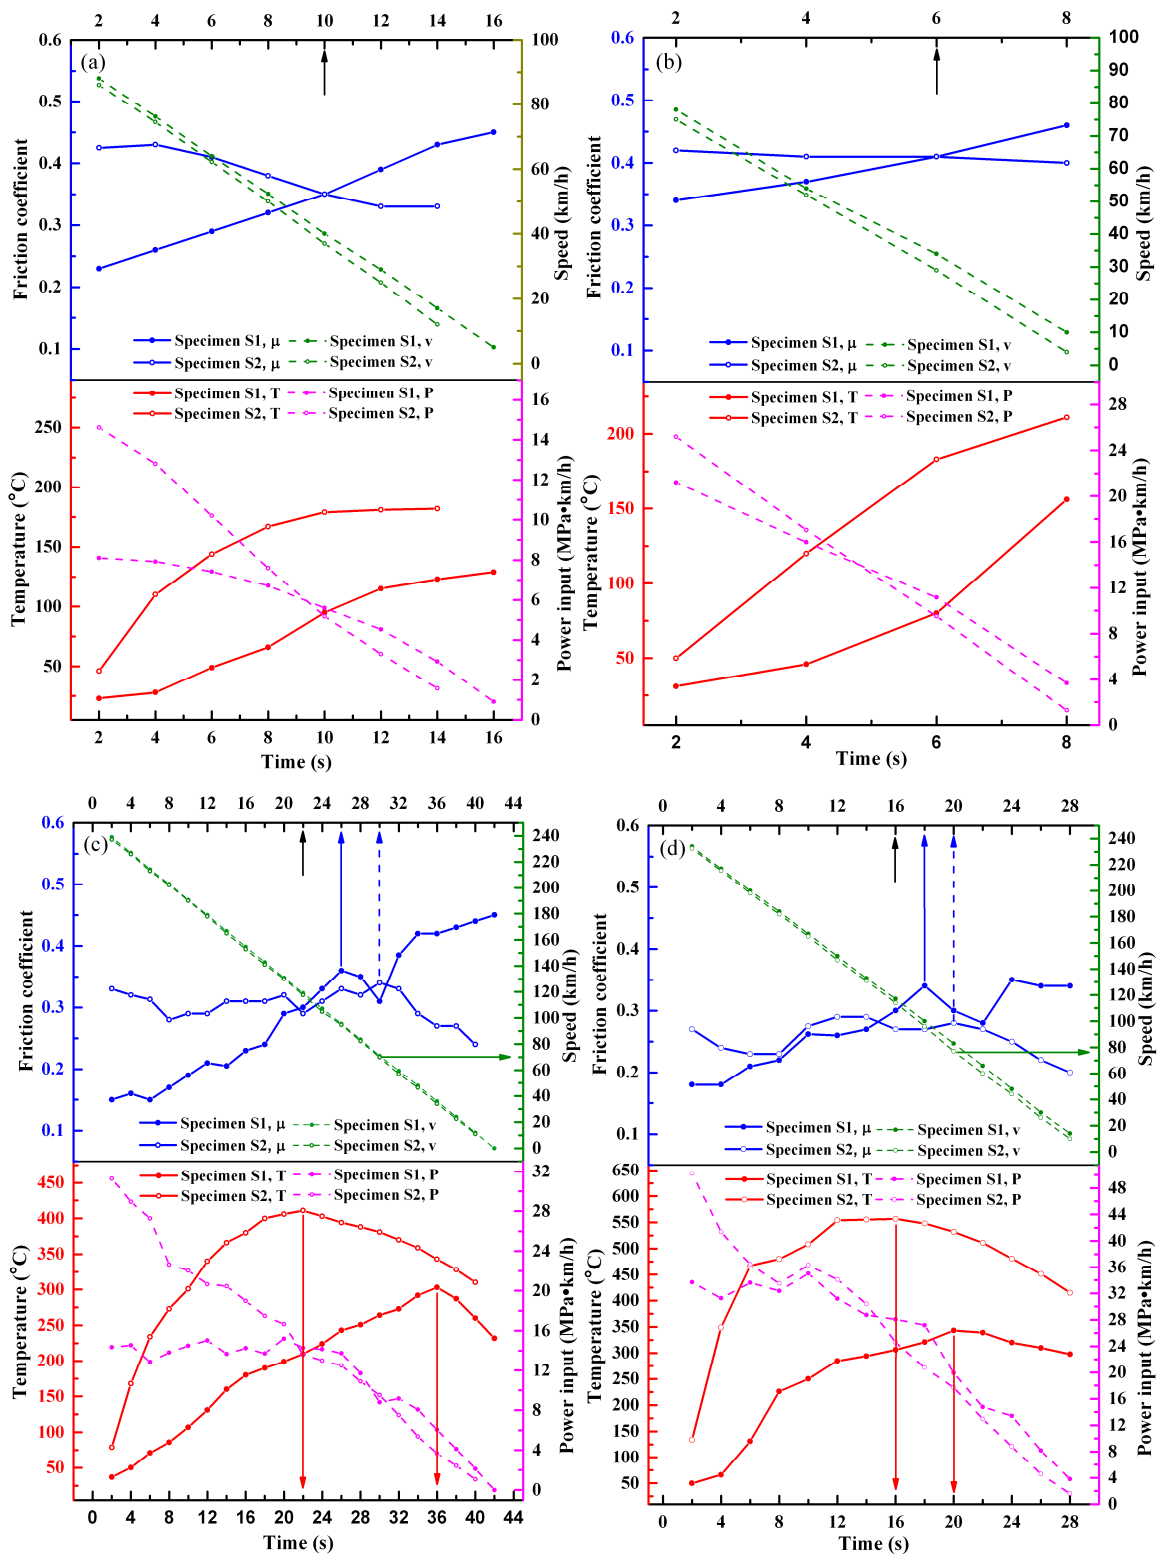 2 4 6 8 10 12 14 16
(a)
0.6 0.5 0.4 0.3 0.2 0.1
Friction coefficient
100 80 60 40 20 0
Speed (km/h)
Specimen S1, μ Specimen S1, v
Specimen S2, μ Specimen S2, v
Specimen S1, T Specimen S1, P
Specimen S2, T Specimen S2, P
250 200 150 100 50
Temperature (°C)
16 14 12 10 8 6 4 2 0
Power input (MPa•km/h)
2 4 6 8 10 12 14 16
Time (s)
2 4 6 8
(b)
0.6 0.5 0.4 0.3 0.2 0.1
Friction coefficient
100 90 80 70 60 50 40 30 20 10 0
Speed (km/h)
Specimen S1, μ Specimen S1, v
Specimen S2, μ Specimen S2, v
Specimen S1, T Specimen S1, P
Specimen S2, T Specimen S2, P
200 150 100 50
Temperature (°C)
28 24 20 16 12 8 4 0
Power input (MPa•km/h)
2 4 6 8
Time (s)
0 4 8 12 16 20 24 28 32 36 40 44
(c)
0.6 0.5 0.4 0.3 0.2 0.1
Friction coefficient
240 220 200 180 160 140 120 100 80 60 40 20 0
Speed (km/h)
Specimen S1, μ Specimen S1, v
Specimen S2, μ Specimen S2, v
Specimen S1, T Specimen S1, P
Specimen S2, T Specimen S2, P
450 400 350 300 250 200 150 100 50
Temperature (°C)
32 28 24 20 16 12 8 4 0
Power input (MPa•km/h)
0 4 8 12 16 20 24 28 32 36 40 44
Time (s)
0 4 8 12 16 20 24 28
(d)
0.6 0.5 0.4 0.3 0.2 0.1
Friction coefficient
240 220 200 180 160 140 120 100 80 60 40 20 0
Speed (km/h)
Specimen S1, μ Specimen S1, v
Specimen S2, μ Specimen S2, v
Specimen S1, T Specimen S1, P
Specimen S2, T Specimen S2, P
650 600 550 500 450 400 350 300 250 200 150 100 50
Temperature (°C)
48 44 40 36 32 28 24 20 16 12 8 4 0
Power input (MPa•km/h)
0 4 8 12 16 20 24 28
Time (s)